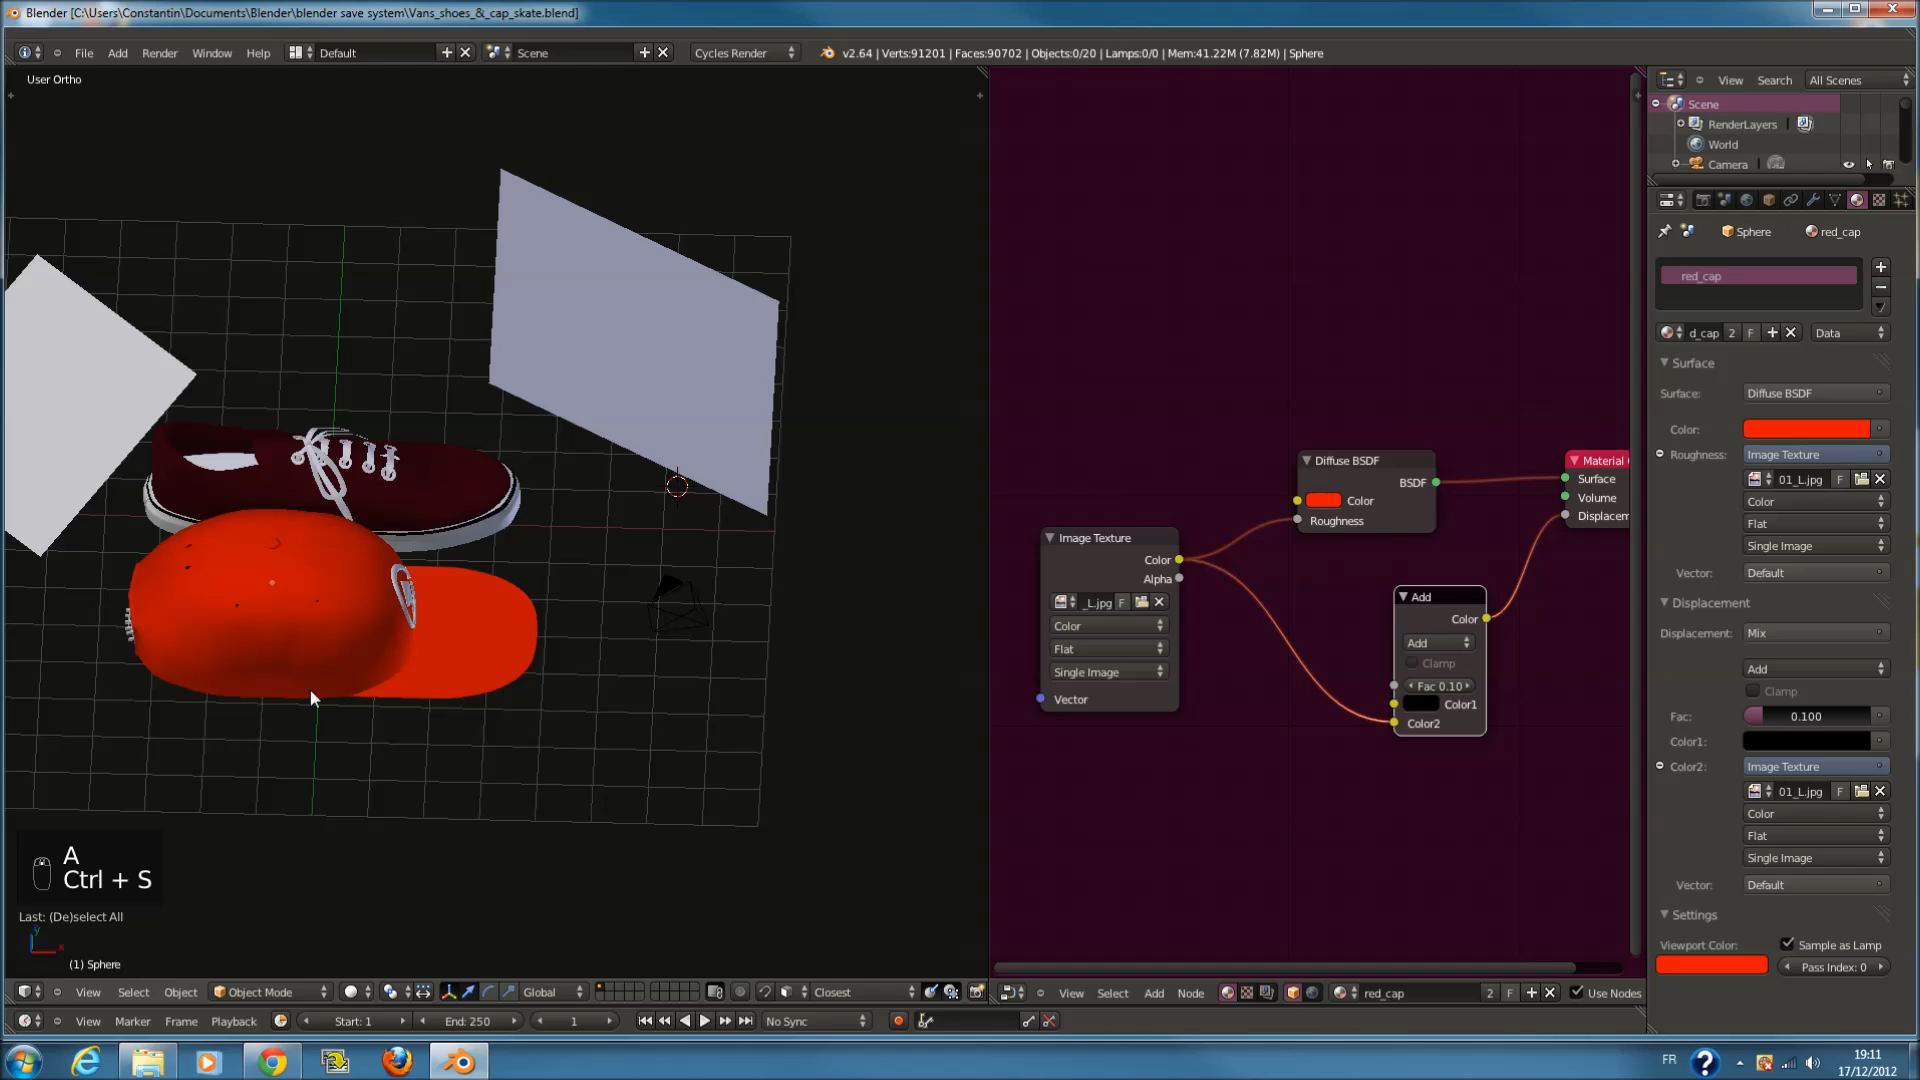 Blender [C:\Users\Constantin\Documents\Blender\blender save system\Vans_shoes_&_cap_skate.blend]
File Add Render Window Help Default Scene Cycles Render v2.64 | Verts:91201 | Faces:90702 | Objects:0/20 | Lamps:0/0 | Mem:41.22M (7.82M) | Sphere
User Ortho
A
Ctrl + S
Last: (De)select All
y
x
(1) Sphere
View Select Object Object Mode Global Closest
Image Texture
Color
Alpha
_L.jpg F
Color
Flat
Single Image
Vector
Diffuse BSDF
BSDF
Color
Roughness
Add
Color
Add
Clamp
Fac 0.10
Color1
Color2
Material
Surface
Volume
Displacem
View Select Add Node red_cap 2 F Use Nodes
View Search All Scenes
Scene
RenderLayers
World
Camera
Sphere red_cap
red_cap
d_cap 2 F Data
Surface
Surface: Diffuse BSDF
Color:
Roughness: Image Texture
01_L.jpg F
Color
Flat
Single Image
Vector: Default
Displacement
Displacement: Mix
Add
Clamp
Fac: 0.100
Color1:
Color2: Image Texture
01_L.jpg F
Color
Flat
Single Image
Vector: Default
Settings
Viewport Color: Sample as Lamp
Pass Index: 0
View Marker Frame Playback Start: 1 End: 250 1 No Sync
FR
19:11
17/12/2012